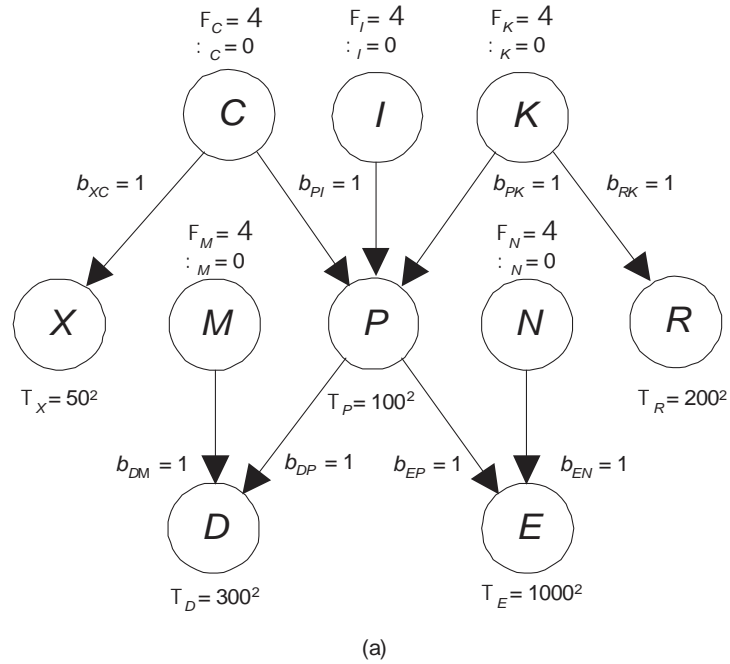 F_C = 4 F_I = 4 F_K = 4
: _C = 0 : _I = 0 : _K = 0
C I K
b_XC = 1 b_PI = 1 b_PK = 1 b_RK = 1
F_M = 4 F_N = 4
: _M = 0 : _N = 0
X M P N R
T_X = 50² T_P = 100² T_R = 200²
b_DM = 1 b_DP = 1 b_EP = 1 b_EN = 1
D E
T_D = 300² T_E = 1000²
(a)